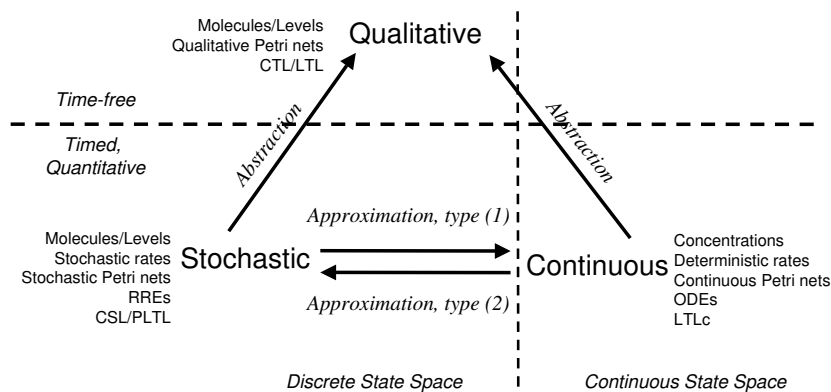 Molecules/Levels
Qualitative Petri nets
CTL/LTL
Qualitative
Time-free
Timed,
Quantitative
Abstraction
Abstraction
Molecules/Levels
Stochastic rates
Stochastic Petri nets
RREs
CSL/PLTL
Stochastic
Approximation, type (1)
Approximation, type (2)
Continuous
Concentrations
Deterministic rates
Continuous Petri nets
ODEs
LTLc
Discrete State Space
Continuous State Space